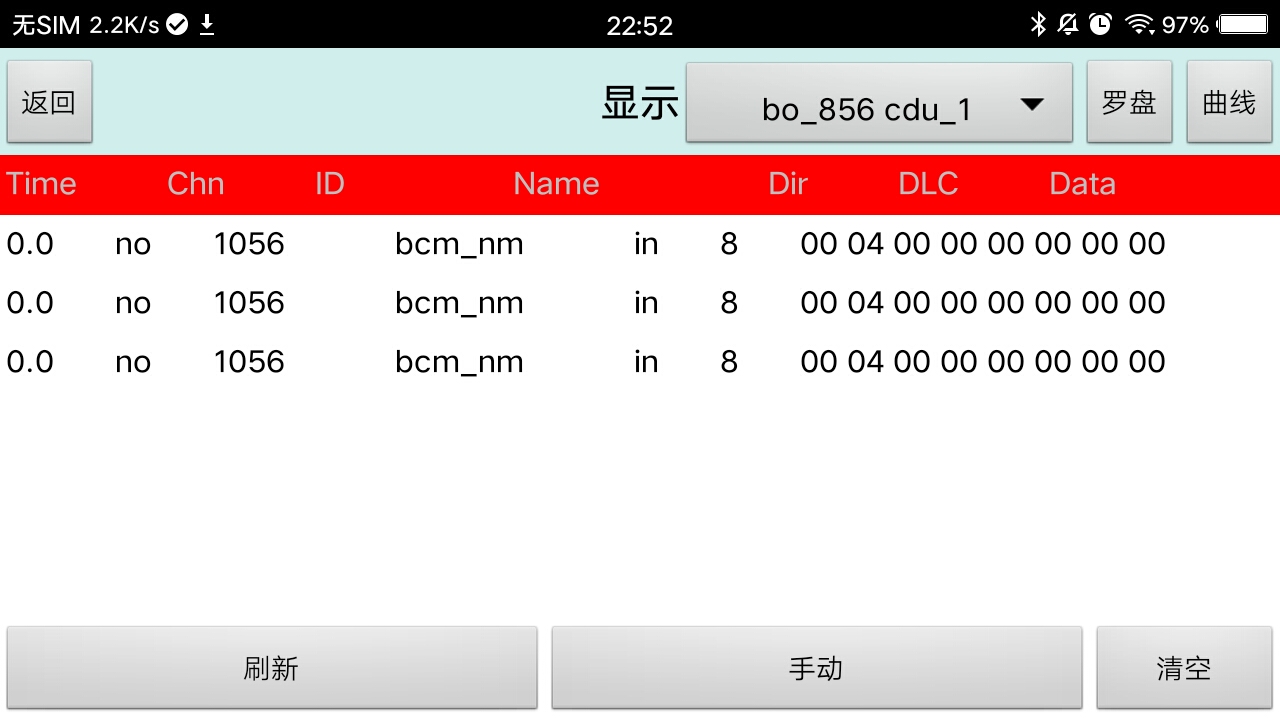 无SIM 2.2K/s 22:52 97%
返回 显示 bo_856 cdu_1 罗盘 曲线
Time Chn ID Name Dir DLC Data
0.0 no 1056 bcm_nm in 8 00 04 00 00 00 00 00 00
0.0 no 1056 bcm_nm in 8 00 04 00 00 00 00 00 00
0.0 no 1056 bcm_nm in 8 00 04 00 00 00 00 00 00
刷新 手动 清空